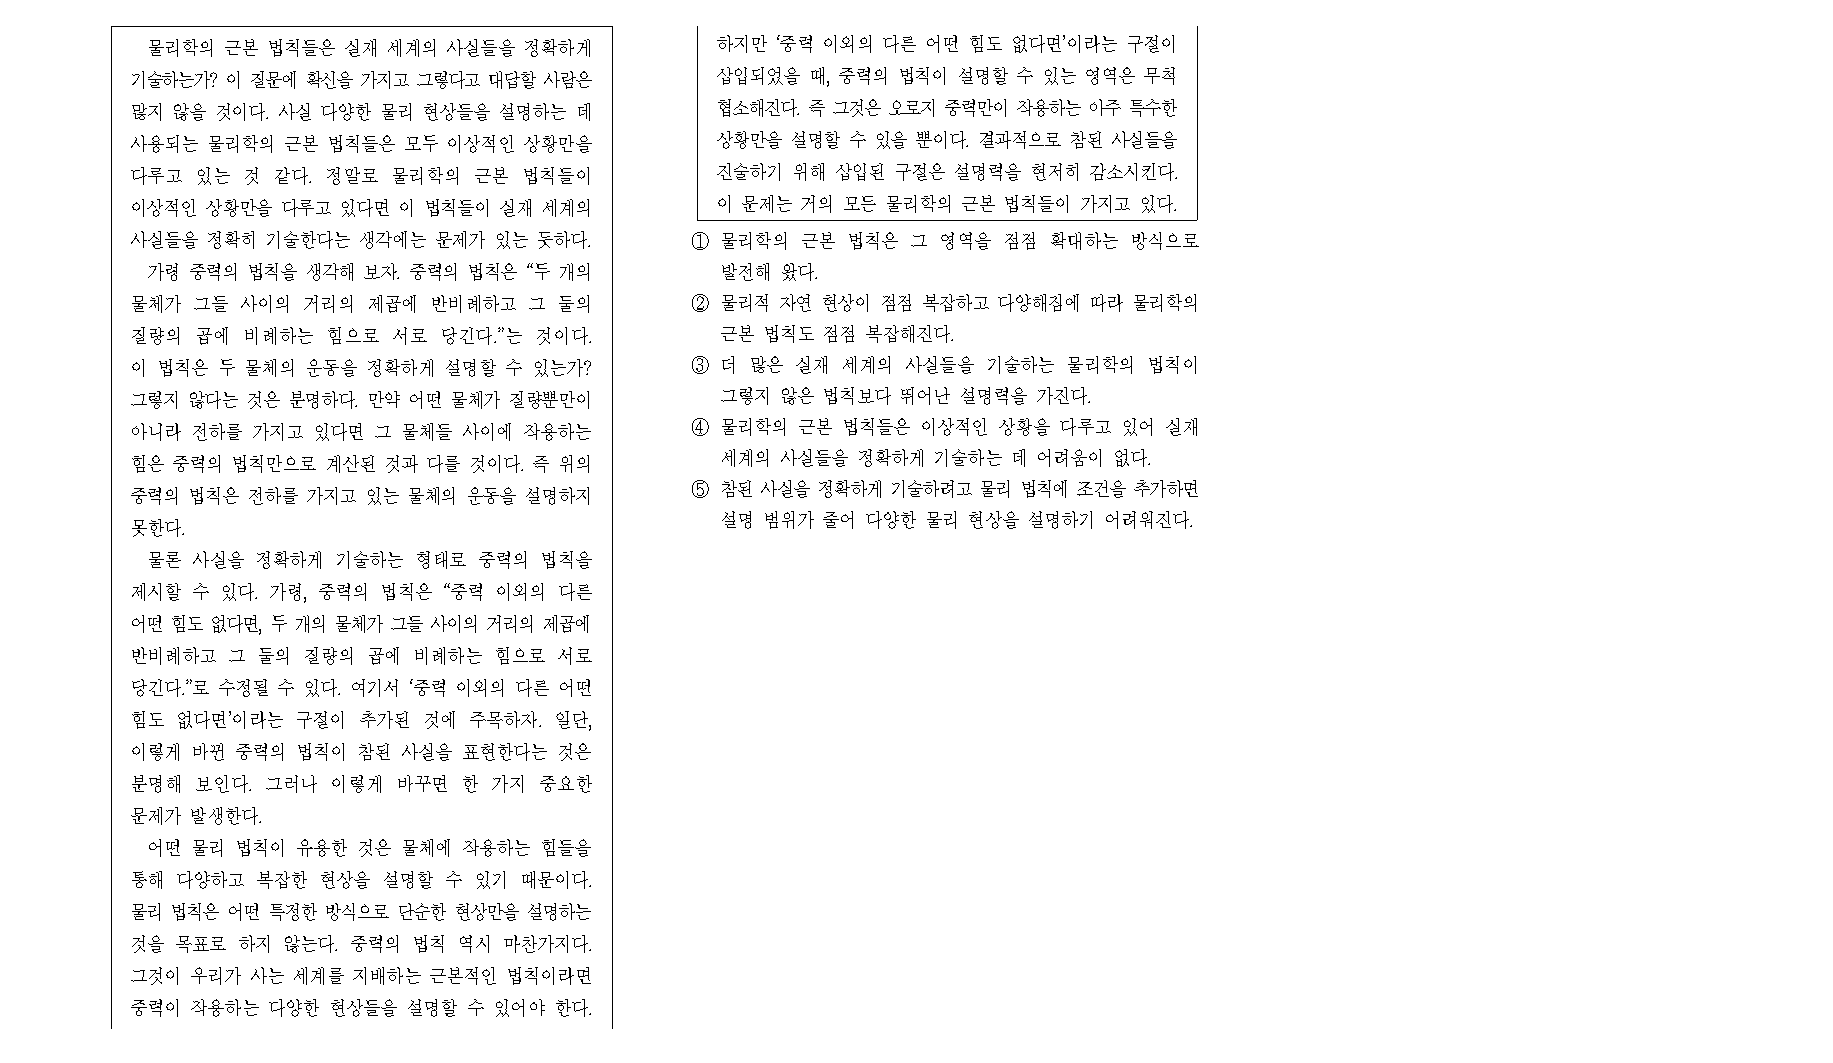 물리학의 근본 법칙들은 실재 세계의 사실들을 정확하게
기술하는가? 이 질문에 확신을 가지고 그렇다고 대답할 사람은
많지 않을 것이다. 사실 다양한 물리 현상들을 설명하는 데
사용되는 물리학의 근본 법칙들은 모두 이상적인 상황만을
다루고 있는 것 같다. 정말로 물리학의 근본 법칙들이
이상적인 상황만을 다루고 있다면 이 법칙들이 실재 세계의
사실들을 정확히 기술한다는 생각에는 문제가 있는 듯하다.
가령 중력의 법칙을 생각해 보자. 중력의 법칙은 “두 개의
물체가 그들 사이의 거리의 제곱에 반비례하고 그 둘의
질량의 곱에 비례하는 힘으로 서로 당긴다.”는 것이다.
이 법칙은 두 물체의 운동을 정확하게 설명할 수 있는가?
그렇지 않다는 것은 분명하다. 만약 어떤 물체가 질량뿐만이
아니라 전하를 가지고 있다면 그 물체들 사이에 작용하는
힘은 중력의 법칙만으로 계산된 것과 다를 것이다. 즉 위의
중력의 법칙은 전하를 가지고 있는 물체의 운동을 설명하지
못한다.
물론 사실을 정확하게 기술하는 형태로 중력의 법칙을
제시할 수 있다. 가령, 중력의 법칙은 “중력 이외의 다른
어떤 힘도 없다면, 두 개의 물체가 그들 사이의 거리의 제곱에
반비례하고 그 둘의 질량의 곱에 비례하는 힘으로 서로
당긴다.”로 수정될 수 있다. 여기서 ‘중력 이외의 다른 어떤
힘도 없다면’이라는 구절이 추가된 것에 주목하자. 일단,
이렇게 바뀐 중력의 법칙이 참된 사실을 표현한다는 것은
분명해 보인다. 그러나 이렇게 바꾸면 한 가지 중요한
문제가 발생한다.
어떤 물리 법칙이 유용한 것은 물체에 작용하는 힘들을
통해 다양하고 복잡한 현상을 설명할 수 있기 때문이다.
물리 법칙은 어떤 특정한 방식으로 단순한 현상만을 설명하는
것을 목표로 하지 않는다. 중력의 법칙 역시 마찬가지다.
그것이 우리가 사는 세계를 지배하는 근본적인 법칙이라면
중력이 작용하는 다양한 현상들을 설명할 수 있어야 한다.
하지만 ‘중력 이외의 다른 어떤 힘도 없다면’이라는 구절이
삽입되었을 때, 중력의 법칙이 설명할 수 있는 영역은 무척
협소해진다. 즉 그것은 오로지 중력만이 작용하는 아주 특수한
상황만을 설명할 수 있을 뿐이다. 결과적으로 참된 사실들을
진술하기 위해 삽입된 구절은 설명력을 현저히 감소시킨다.
이 문제는 거의 모든 물리학의 근본 법칙들이 가지고 있다.
① 물리학의 근본 법칙은 그 영역을 점점 확대하는 방식으로
발전해 왔다.
② 물리적 자연 현상이 점점 복잡하고 다양해짐에 따라 물리학의
근본 법칙도 점점 복잡해진다.
③ 더 많은 실재 세계의 사실들을 기술하는 물리학의 법칙이
그렇지 않은 법칙보다 뛰어난 설명력을 가진다.
④ 물리학의 근본 법칙들은 이상적인 상황을 다루고 있어 실재
세계의 사실들을 정확하게 기술하는 데 어려움이 없다.
⑤ 참된 사실을 정확하게 기술하려고 물리 법칙에 조건을 추가하면
설명 범위가 줄어 다양한 물리 현상을 설명하기 어려워진다.